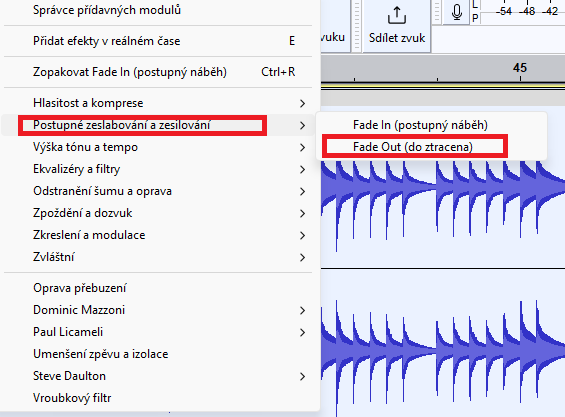 Správce přídavných modulů
Přidat efekty v reálném čase E
Zopakovat Fade In (postupný náběh) Ctrl+R
Hlasitost a komprese
Postupné zeslabování a zesilování
Výška tónu a tempo
Ekvalizéry a filtry
Odstranění šumu a oprava
Zpoždění a dozvuk
Zkreslení a modulace
Zvláštní
Oprava přebuzení
Dominic Mazzoni
Paul Licameli
Umenšení zpěvu a izolace
Steve Daulton
Vroubkový filtr
Fade In (postupný náběh)
Fade Out (do ztracena)
vuku
Sdílet zvuk
L
P
-54 -48 -42
45